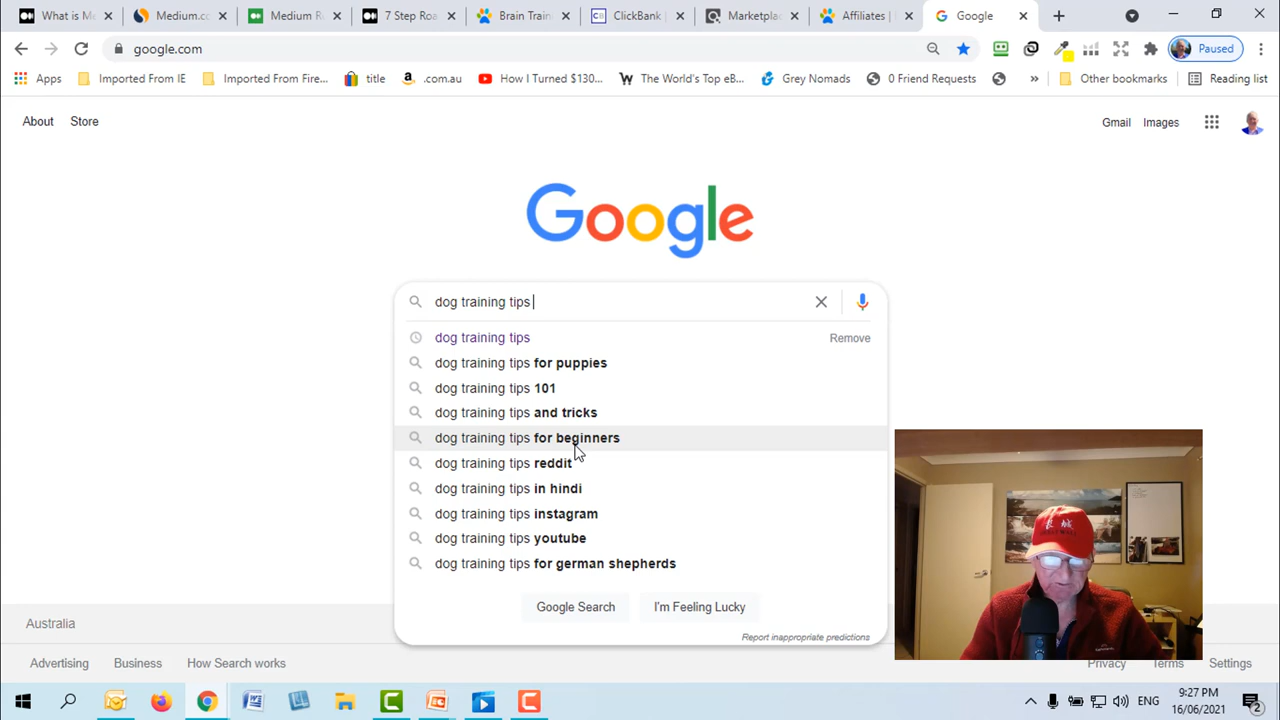 What is Me
Medium.co
Medium R
7 Step Roa
Brain Train
ClickBank |
Marketplac
Affiliates |
Google
google.com
Paused
Apps
Imported From IE
Imported From Fire...
title
.com.au
How I Turned $130...
The World's Top eB...
Grey Nomads
0 Friend Requests
»
Other bookmarks
Reading list
About
Store
Gmail
Images
Google
dog training tips
dog training tips
Remove
dog training tips for puppies
dog training tips 101
dog training tips and tricks
dog training tips for beginners
dog training tips reddit
dog training tips in hindi
dog training tips instagram
dog training tips youtube
dog training tips for german shepherds
Google Search
I'm Feeling Lucky
Report inappropriate predictions
Australia
Advertising
Business
How Search works
Privacy
Terms
Settings
ENG
9:27 PM
16/06/2021
2